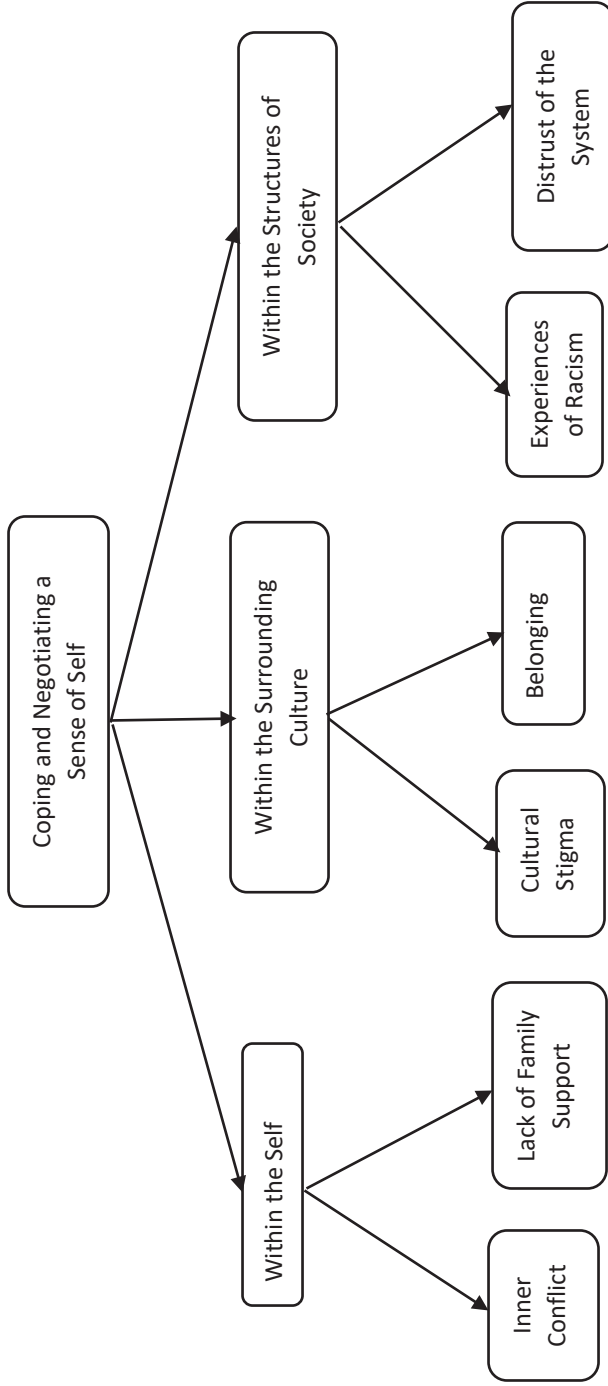 Coping and Negotiating a
Sense of Self
Within the Self
Within the Surrounding
Culture
Within the Structures of
Society
Inner
Conflict
Lack of Family
Support
Cultural
Stigma
Belonging
Experiences
of Racism
Distrust of the
System